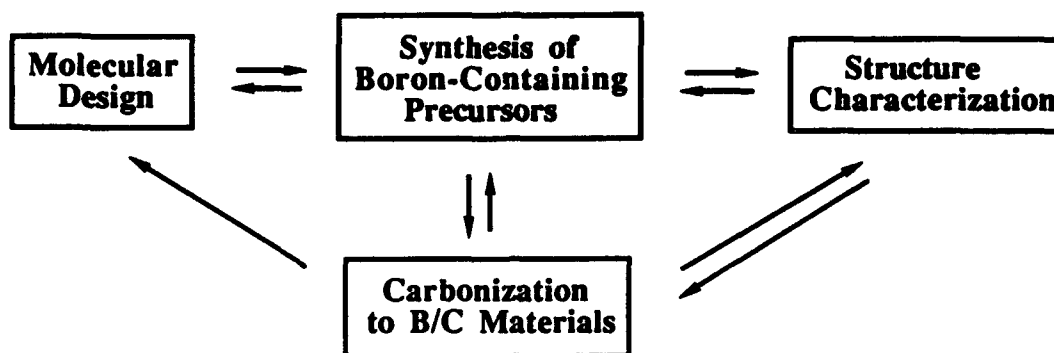 Molecular
Design
Synthesis of
Boron-Containing
Precursors
Structure
Characterization
Carbonization
to B/C Materials